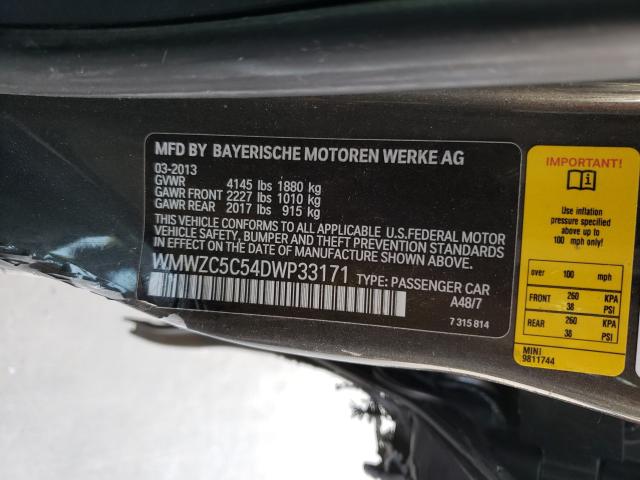 MFD BY BAYERISCHE MOTOREN WERKE AG
03-2013
GVWR 4145 lbs 1880 kg
GAWR FRONT 2227 lbs 1010 kg
GAWR REAR 2017 lbs 915 kg
THIS VEHICLE CONFORMS TO ALL APPLICABLE U.S.FEDERAL MOTOR
VEHICLE SAFETY, BUMPER AND THEFT PREVENTION STANDARDS IN
EFFECT ON THE DATE OF MANUFACTURE SHOWN ABOVE.
WMWZC5C54DWP33171 TYPE: PASSENGER CAR
A48/7
7 315 814
IMPORTANT!
Tire pressure
specified
above up to
100 mph only!
over 100 mph
FRONT 260 KPA
38 PSI
REAR 260 KPA
38 PSI
MINI
9811744